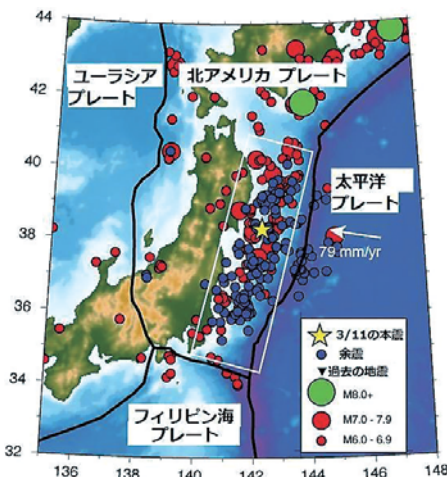 44
42
40
38
36
34
32
136
138
140
142
144
146
148
ユーラシア
プレート
北アメリカ プレート
太平洋
プレート
79 mm/yr
フィリピン海
プレート
3/11の本震
余震
▼過去の地震
M8.0+
M7.0 - 7.9
M6.0 - 6.9